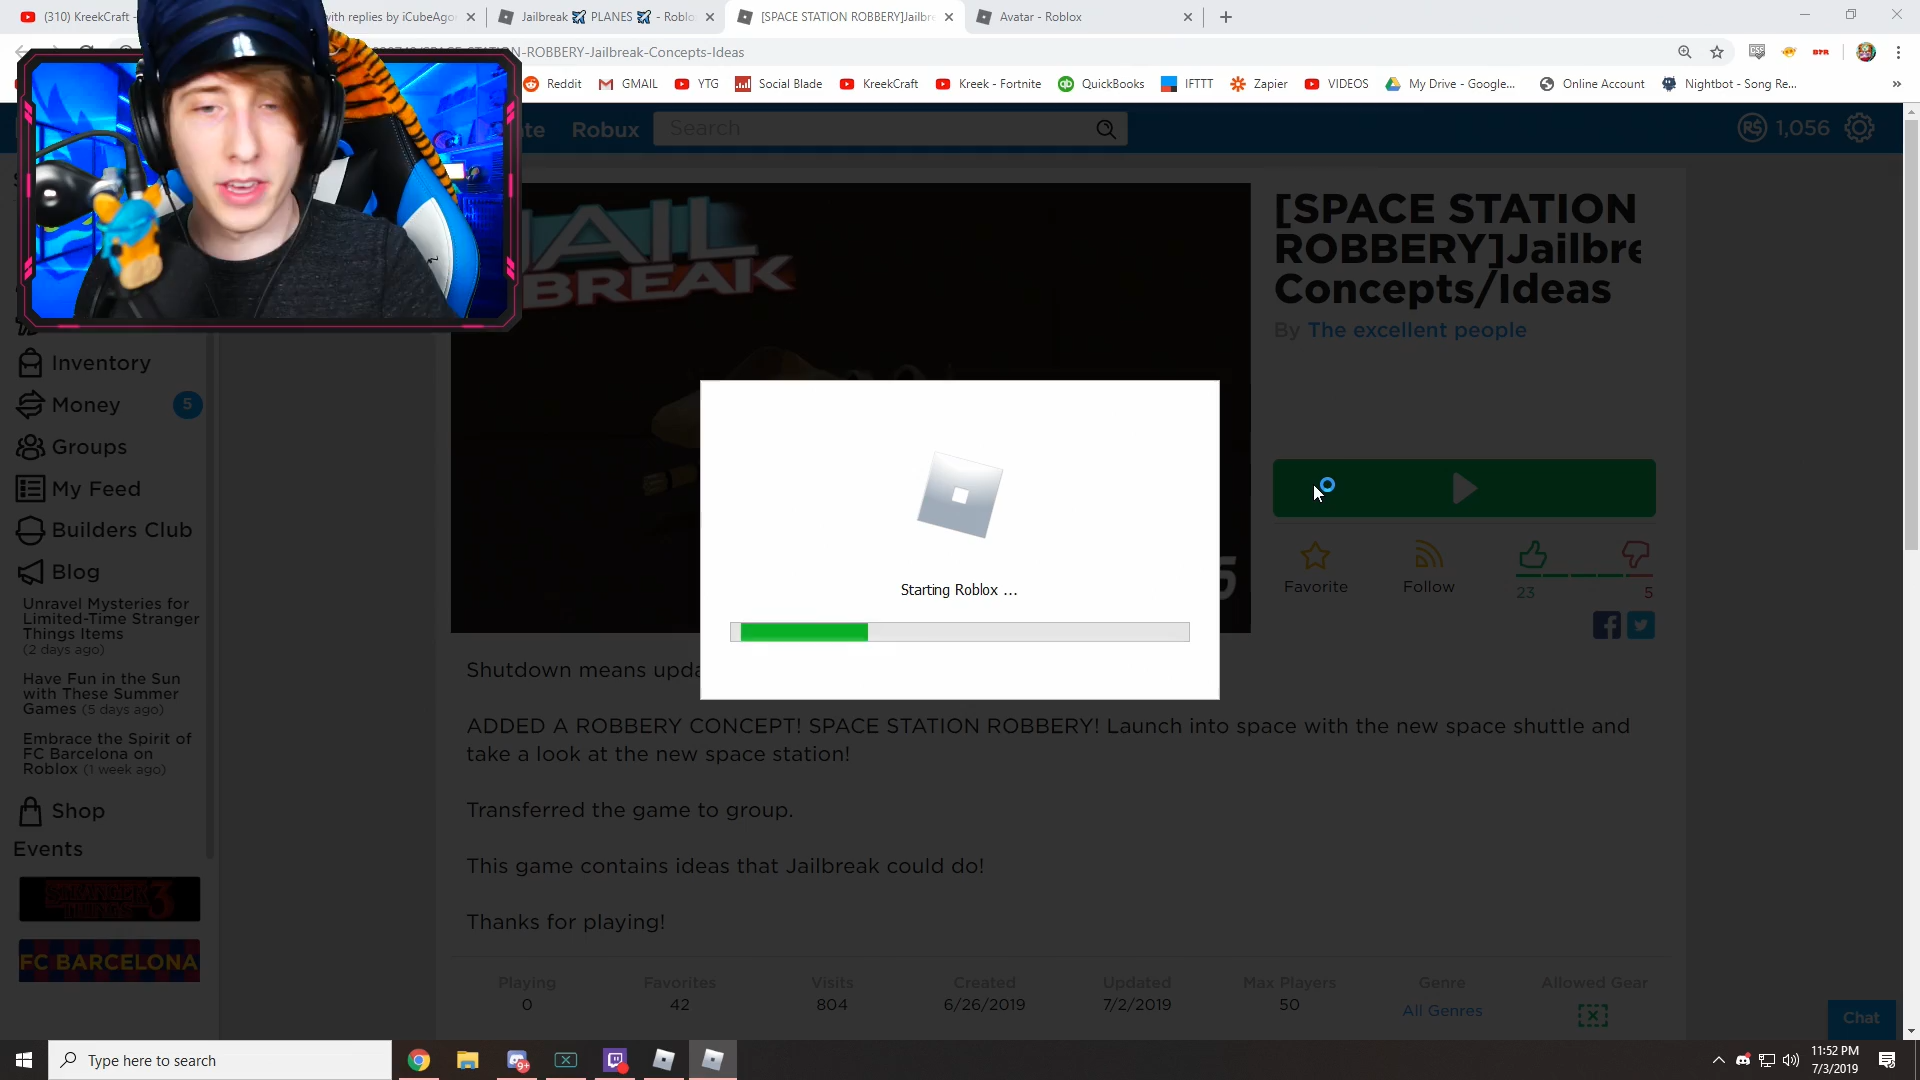 (310) KreekCraft -
with replies by iCubeAgo
Jailbreak ✈ PLANES ✈ - Roblo
[SPACE STATION ROBBERY]Jailbre
Avatar - Roblox
-ROBBERY-Jailbreak-Concepts-Ideas
Reddit
GMAIL
YTG
Social Blade
KreekCraft
Kreek - Fortnite
QuickBooks
IFTTT
Zapier
VIDEOS
My Drive - Google...
Online Account
Nightbot - Song Re...
»
Robux
Search
R$ 1,056
JAIL
BREAK
[SPACE STATION
ROBBERY]Jailbre
Concepts/Ideas
By The excellent people
Inventory
Money
5
Groups
My Feed
Builders Club
Blog
Unravel Mysteries for
Limited-Time Stranger
Things Items
(2 days ago)
Have Fun in the Sun
with These Summer
Games (5 days ago)
Embrace the Spirit of
FC Barcelona on
Roblox (1 week ago)
Shop
Events
STRANGER
THINGS 3
FC BARCELONA
Starting Roblox ...
Favorite
Follow
23
5
Shutdown means upda
ADDED A ROBBERY CONCEPT! SPACE STATION ROBBERY! Launch into space with the new space shuttle and
take a look at the new space station!
Transferred the game to group.
This game contains ideas that Jailbreak could do!
Thanks for playing!
Playing
0
Favorites
42
Visits
804
Created
6/26/2019
Updated
7/2/2019
Max Players
50
Genre
All Genres
Allowed Gear
Chat
Type here to search
9+
11:52 PM
7/3/2019